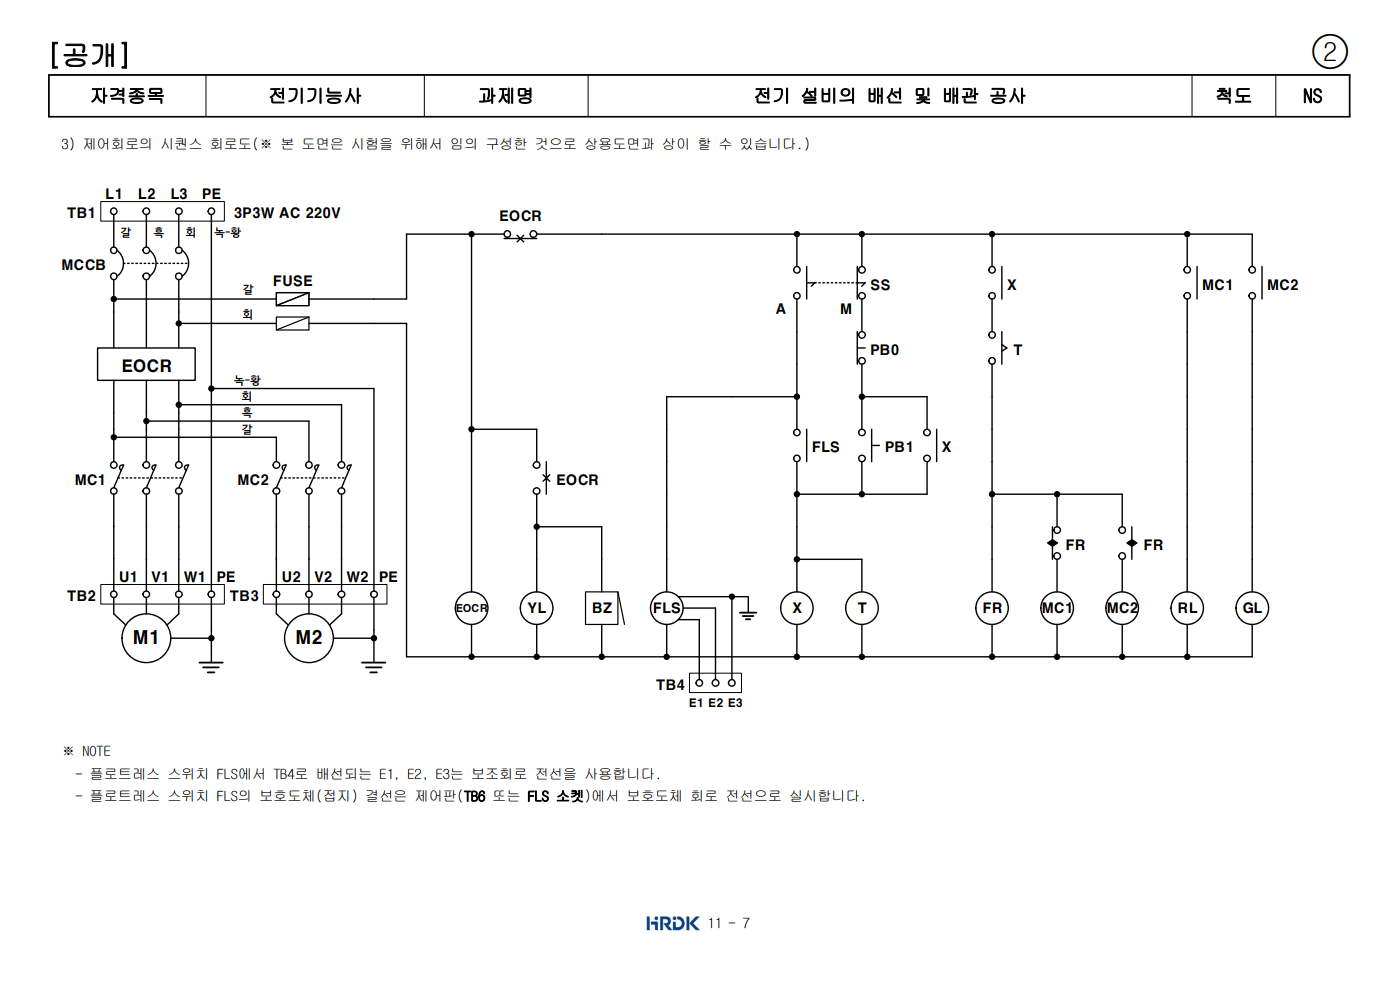 [공개]
②
자격종목 전기기능사 과제명 전기 설비의 배선 및 배관 공사 척도 NS
3) 제어회로의 시퀀스 회로도(※ 본 도면은 시험을 위해서 임의 구성한 것으로 상용도면과 상이 할 수 있습니다.)
L1 L2 L3 PE
TB1 3P3W AC 220V
갈 흑 회 녹-황
EOCR
MCCB
FUSE
갈
회
SS X MC1 MC2
A M
PB0 T
EOCR
녹-황
회
흑
갈
FLS PB1 X
MC1 MC2 EOCR
FR FR
U1 V1 W1 PE U2 V2 W2 PE
TB2 TB3
EOCR YL BZ FLS X T FR MC1 MC2 RL GL
M1 M2
TB4
E1 E2 E3
※ NOTE
- 플로트레스 스위치 FLS에서 TB4로 배선되는 E1, E2, E3는 보조회로 전선을 사용합니다.
- 플로트레스 스위치 FLS의 보호도체(접지) 결선은 제어판(TB6 또는 FLS 소켓)에서 보호도체 회로 전선으로 실시합니다.
HRDK 11 - 7